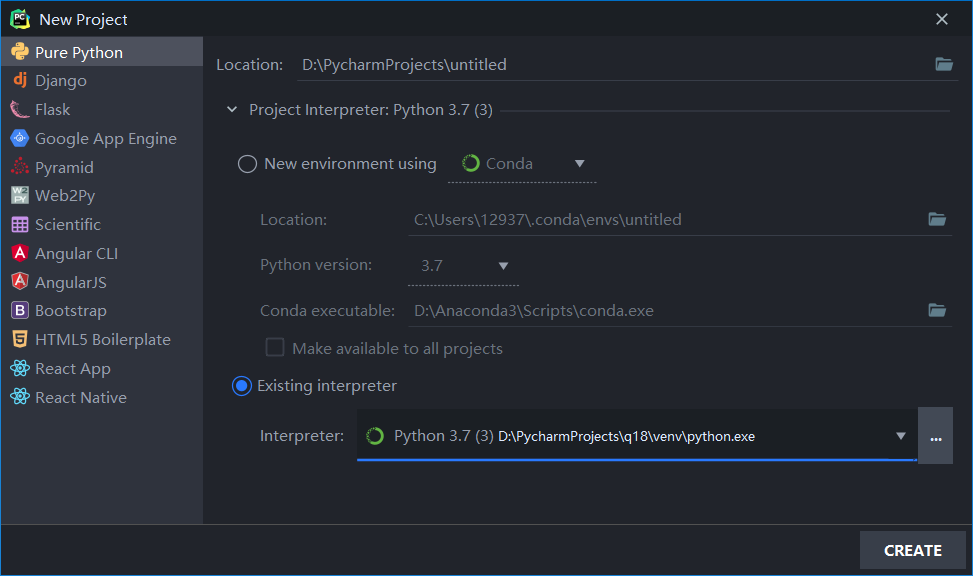 New Project
Pure Python
Django
Flask
Google App Engine
Pyramid
Web2Py
Scientific
Angular CLI
AngularJS
Bootstrap
HTML5 Boilerplate
React App
React Native
Location: D:\PycharmProjects\untitled
Project Interpreter: Python 3.7 (3)
New environment using Conda
Location: C:\Users\12937\.conda\envs\untitled
Python version: 3.7
Conda executable: D:\Anaconda3\Scripts\conda.exe
Make available to all projects
Existing interpreter
Interpreter: Python 3.7 (3) D:\PycharmProjects\q18\venv\python.exe ...
CREATE